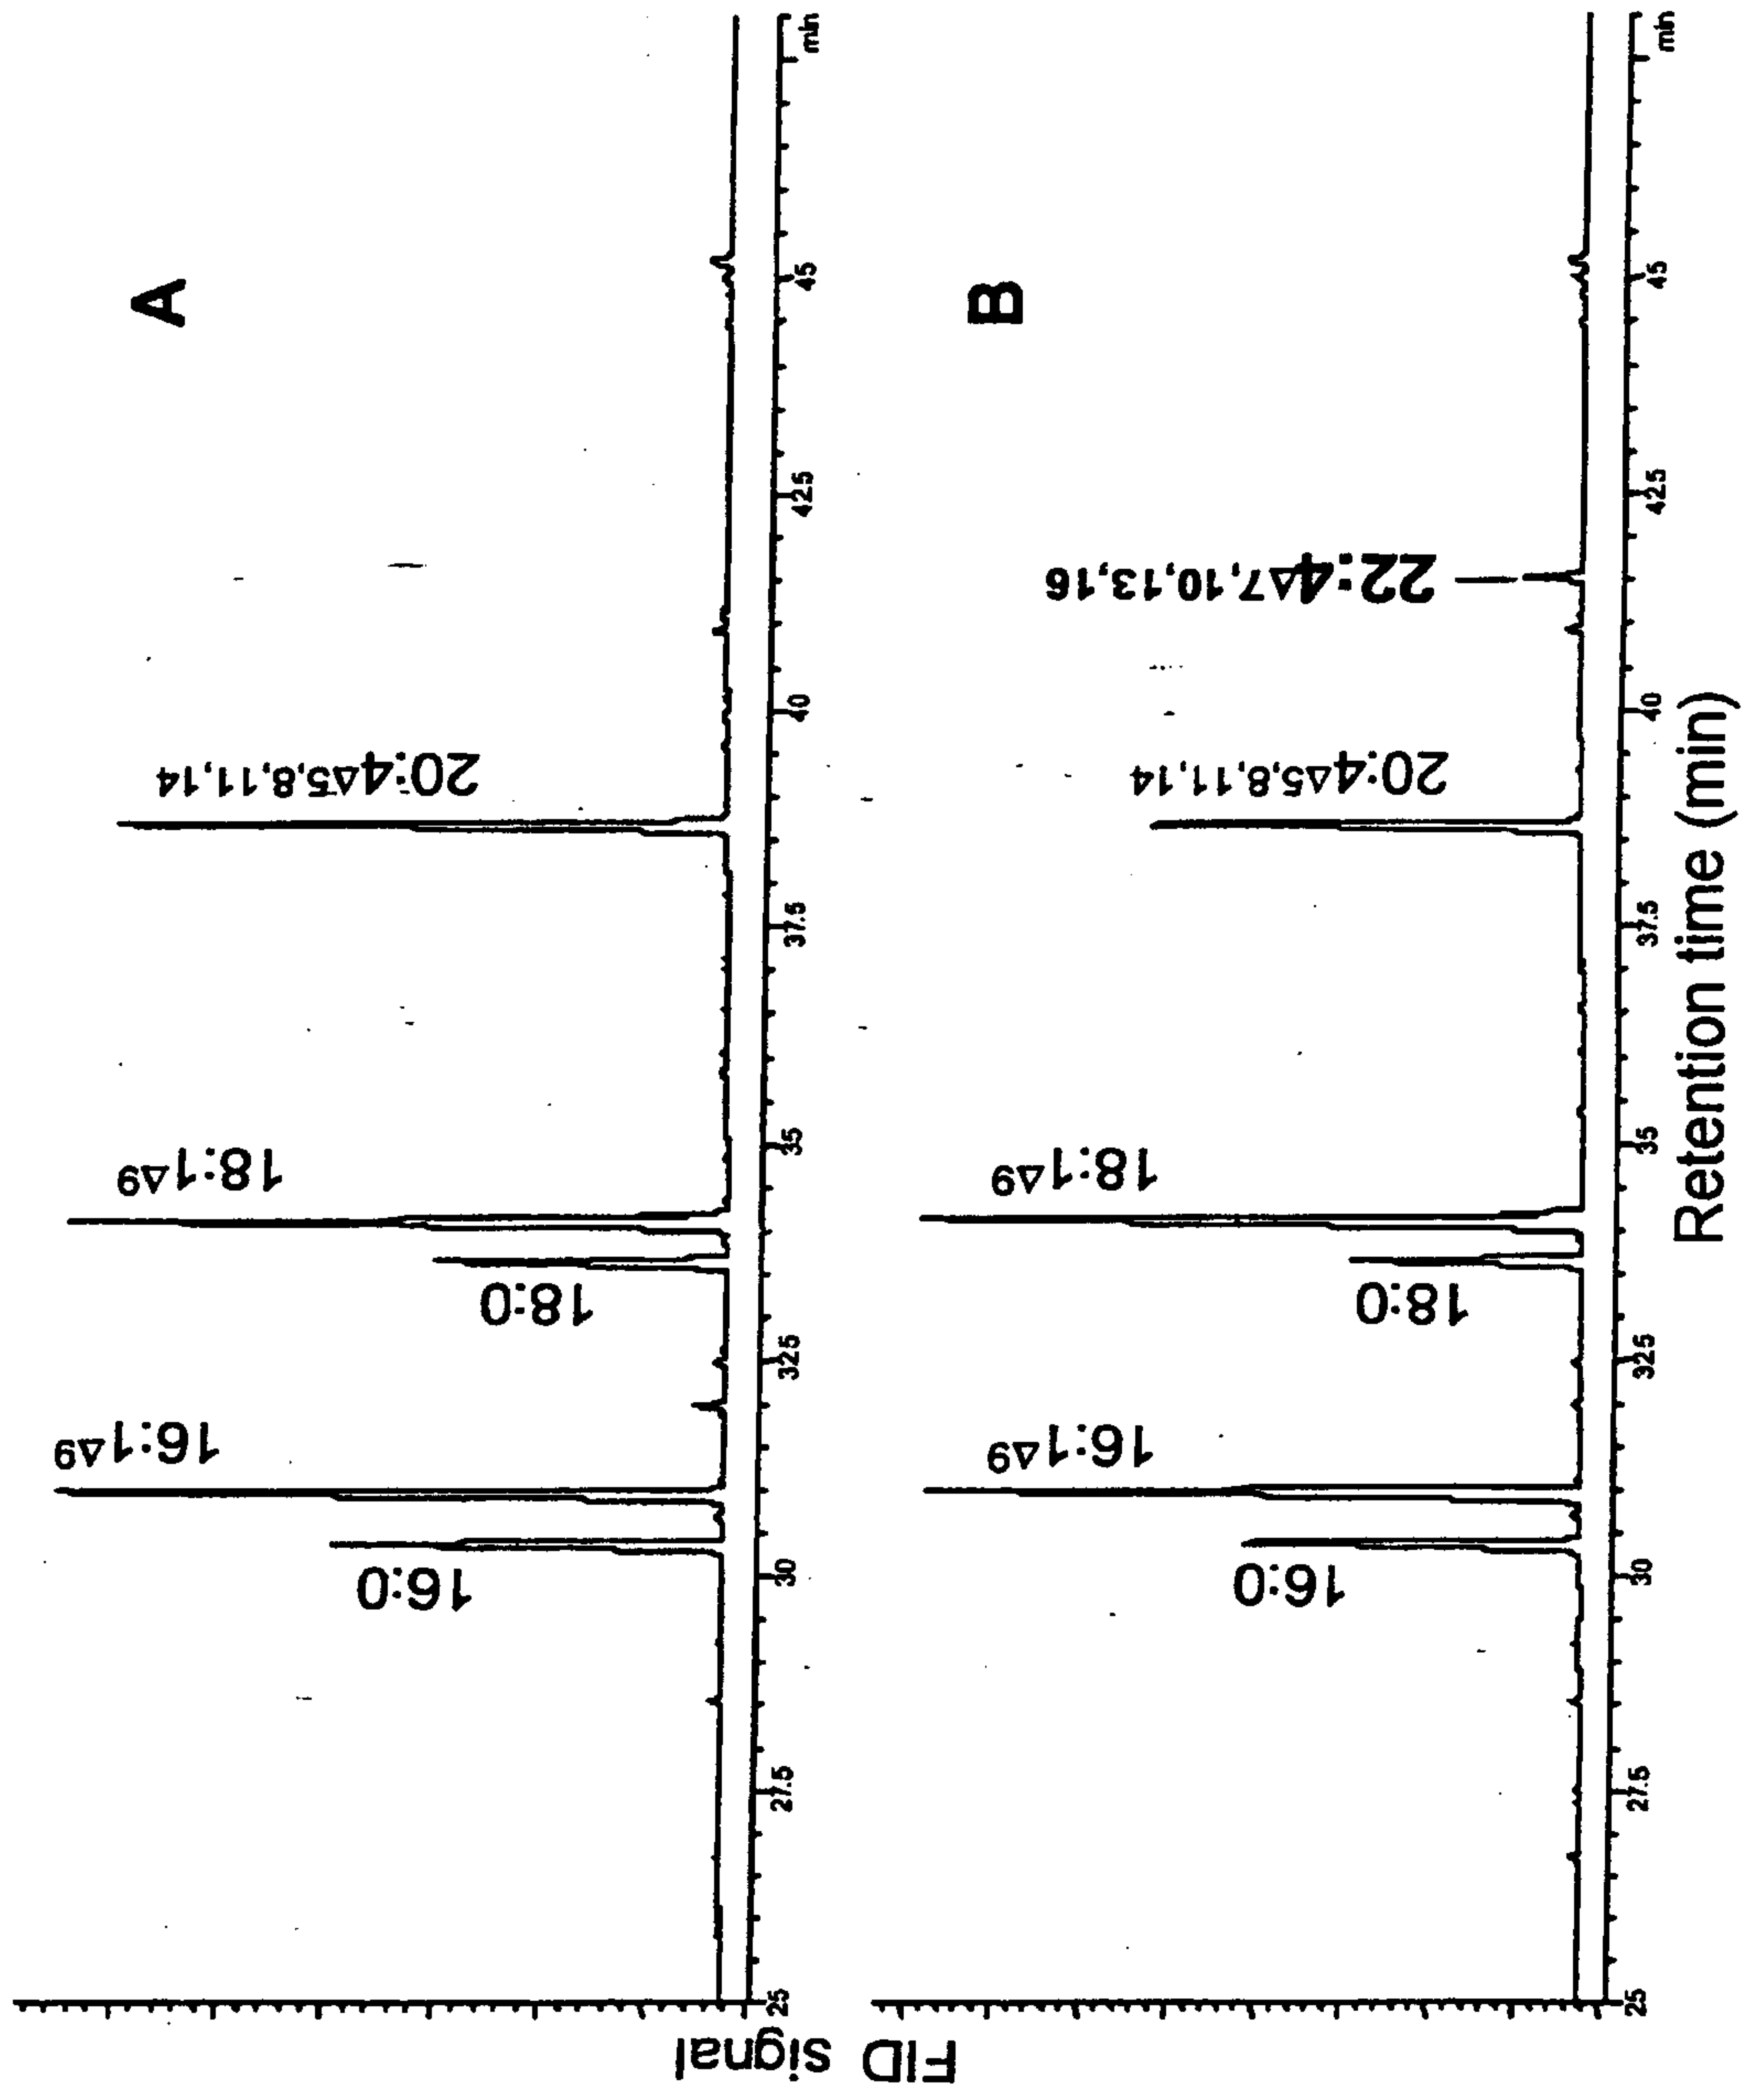 FID signal
A
16:0
16:1Δ9
18:0
18:1Δ9
20:4Δ5,8,11,14
25
27.5
30
32.5
35
37.5
40
42.5
45
min
B
16:0
16:1Δ9
18:0
18:1Δ9
20:4Δ5,8,11,14
22:4Δ7,10,13,16
25
27.5
30
32.5
35
37.5
40
42.5
45
min
Retention time (min)